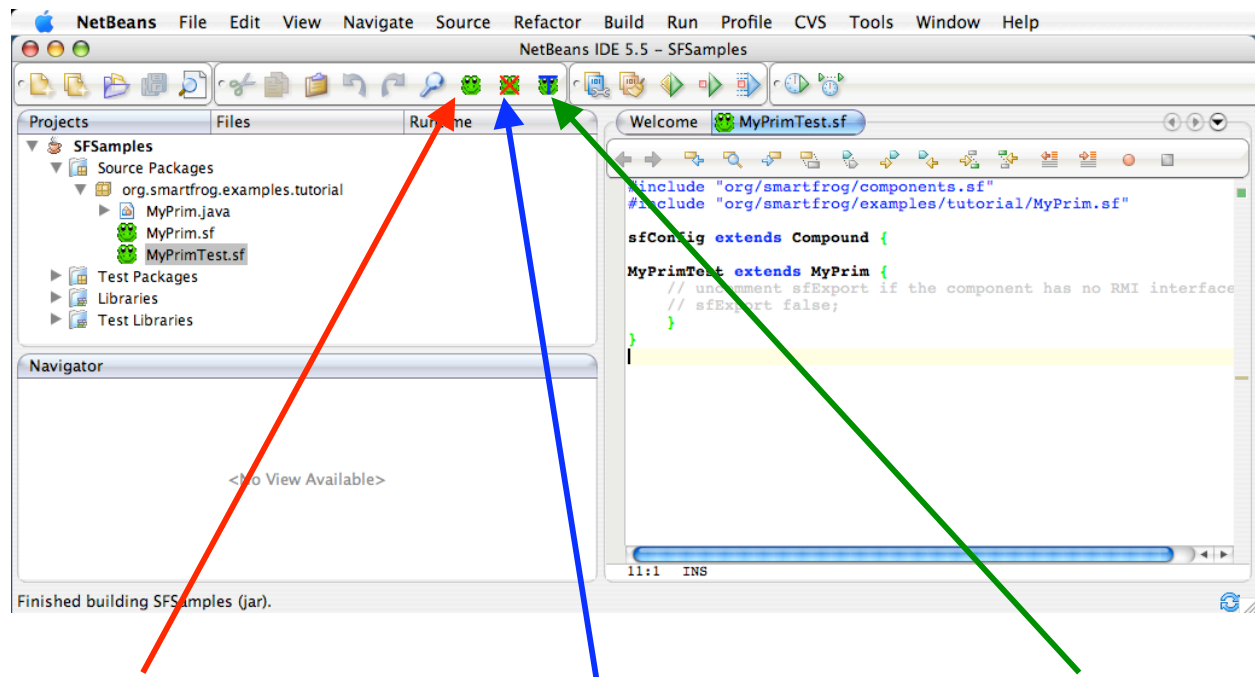 NetBeans File Edit View Navigate Source Refactor Build Run Profile CVS Tools Window Help
NetBeans IDE 5.5 – SFSamples
Projects Files Runtime
SFSamples
Source Packages
org.smartfrog.examples.tutorial
MyPrim.java
MyPrim.sf
MyPrimTest.sf
Test Packages
Libraries
Test Libraries
Navigator
<No View Available>
Welcome MyPrimTest.sf
#include "org/smartfrog/components.sf"
#include "org/smartfrog/examples/tutorial/MyPrim.sf"
sfConfig extends Compound {
MyPrimTest extends MyPrim {
// uncomment sfExport if the component has no RMI interface
// sfExport false;
}
}
11:1 INS
Finished building SFSamples (jar).